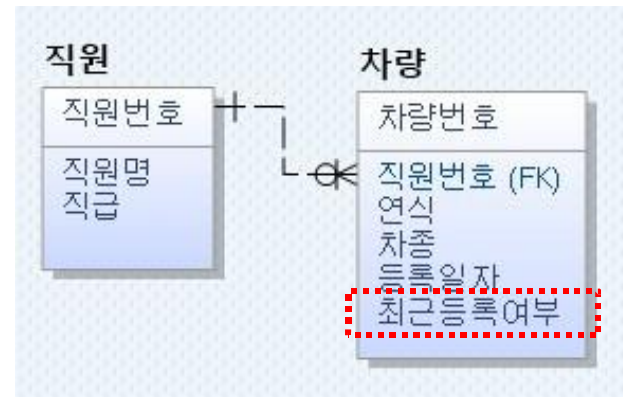 직원
직원번호
직원명
직급
차량
차량번호
직원번호 (FK)
연식
차종
등록일자
최근등록여부